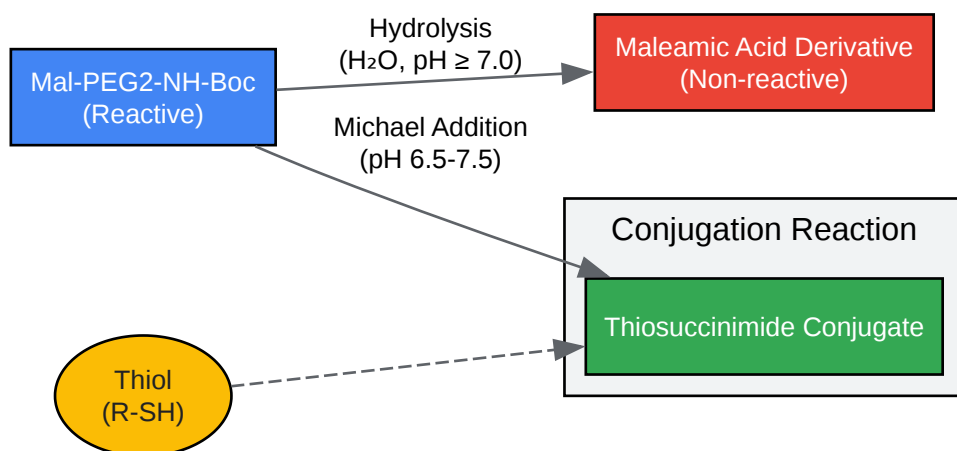 Hydrolysis
(H₂O, pH ≥ 7.0)
Mal-PEG2-NH-Boc
(Reactive)
Maleamic Acid Derivative
(Non-reactive)
Michael Addition
(pH 6.5-7.5)
Conjugation Reaction
Thiosuccinimide Conjugate
Thiol
(R-SH)